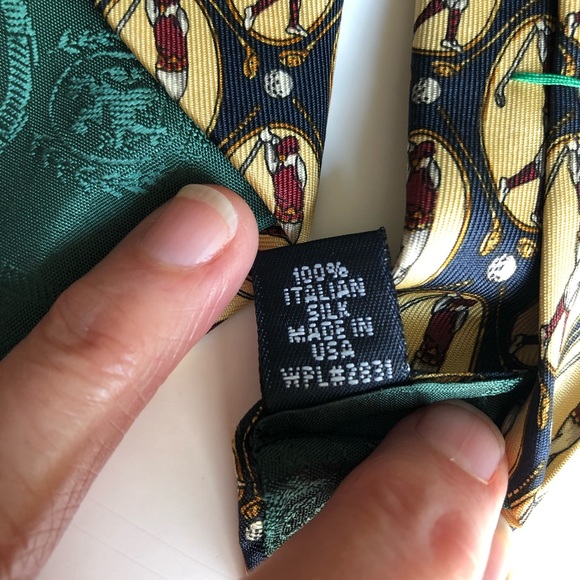 100%
ITALIAN
SILK
MADE IN
USA
WPL#2831